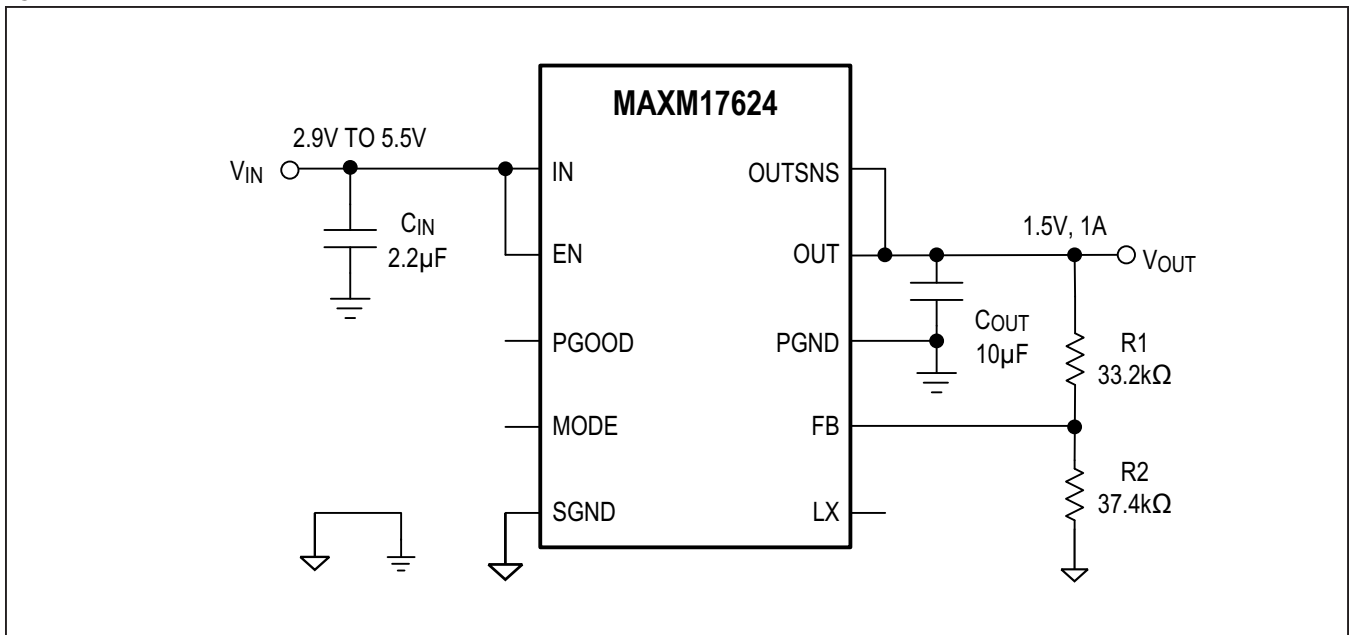 MAXM17624
2.9V TO 5.5V
VIN
IN
OUTSNS
CIN
2.2µF
1.5V, 1A
EN
OUT
VOUT
COUT
10µF
PGOOD
PGND
R1
33.2kΩ
MODE
FB
R2
37.4kΩ
SGND
LX